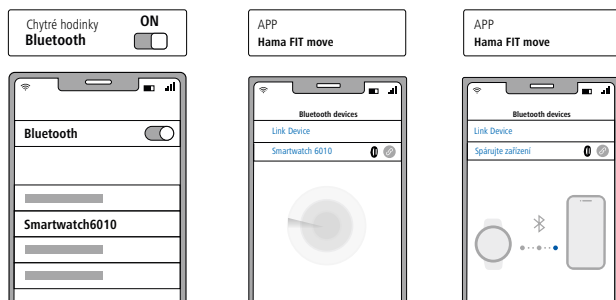 Chytré hodinky
Bluetooth
ON
Bluetooth
Smartwatch6010
APP
Hama FIT move
Bluetooth devices
Link Device
Smartwatch 6010
APP
Hama FIT move
Bluetooth devices
Link Device
Spárujte zařízení